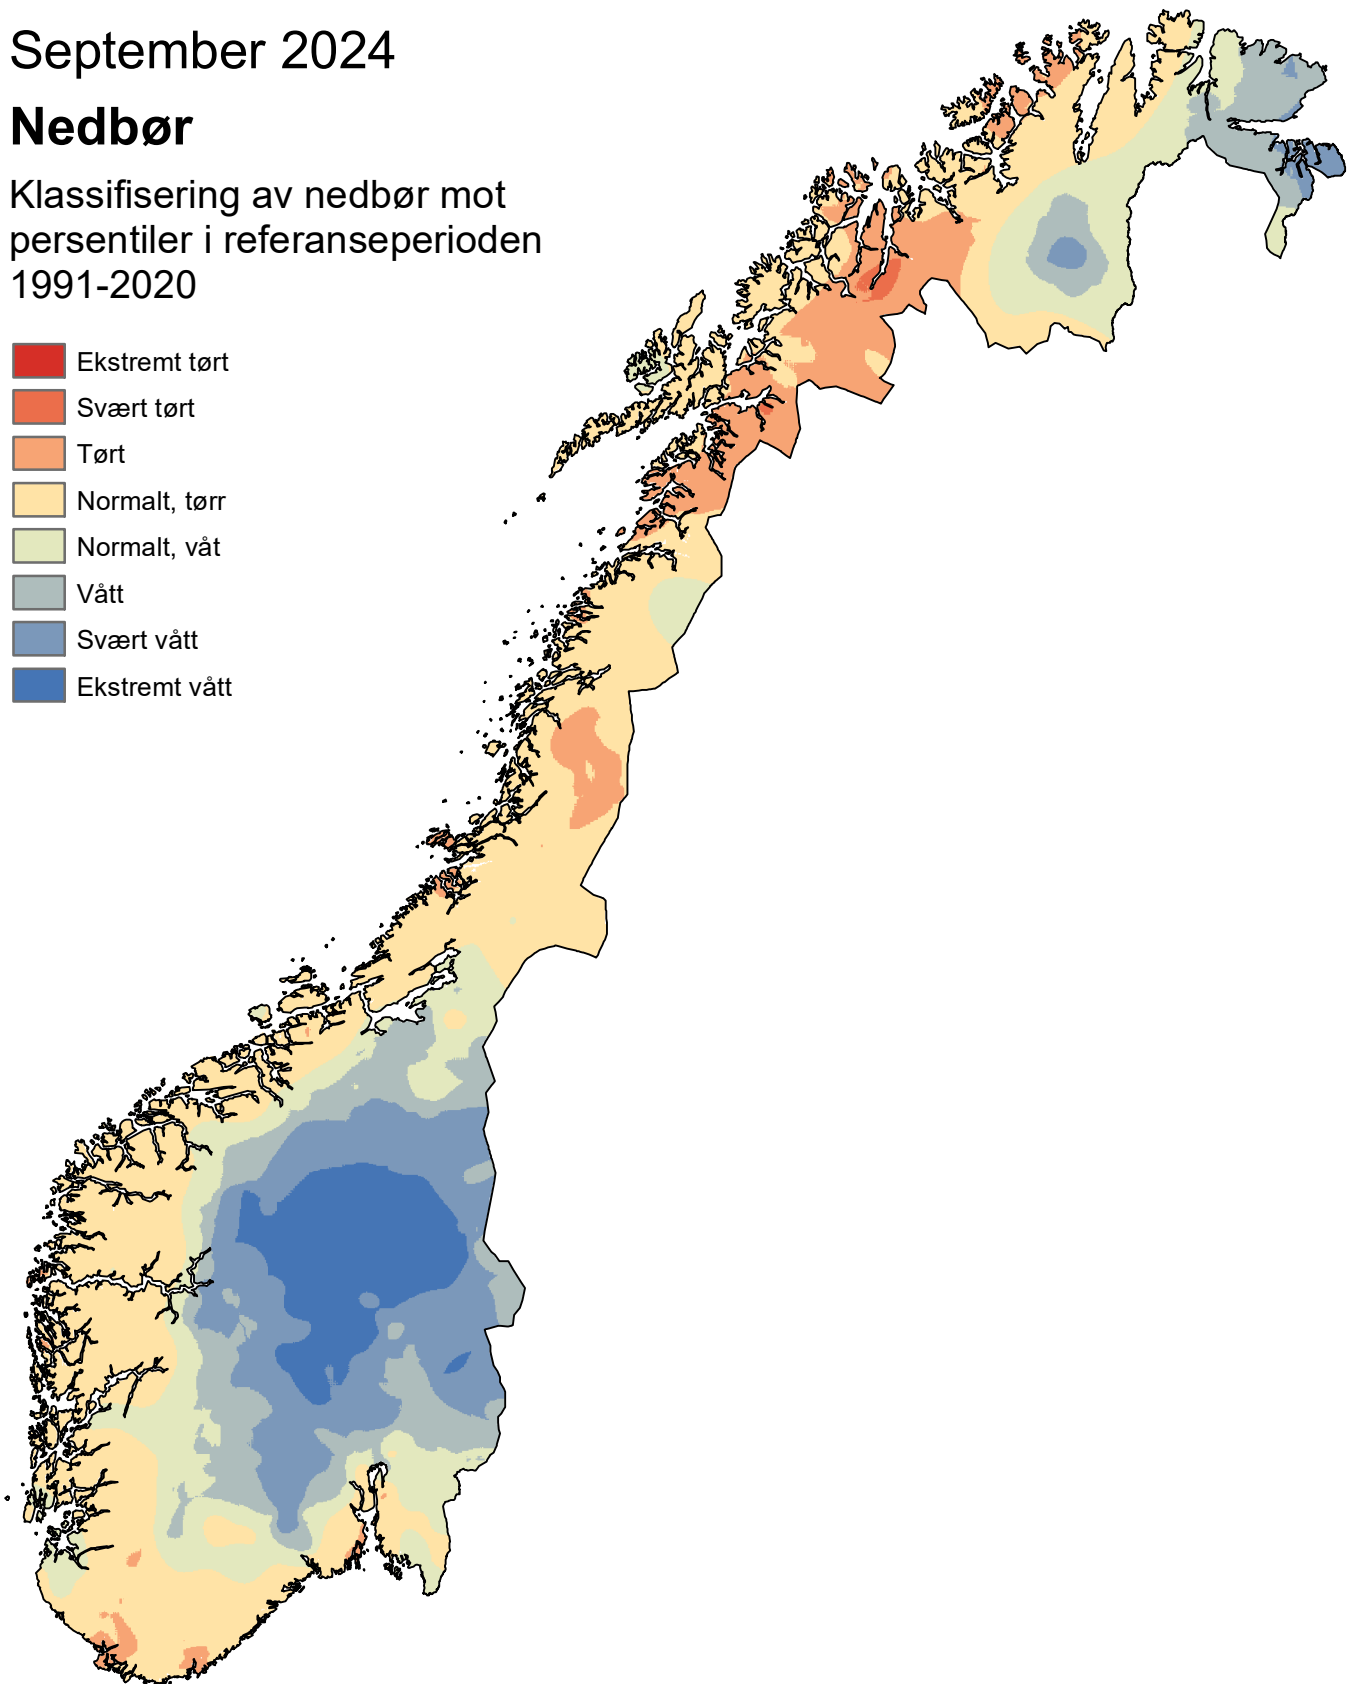 September 2024
Nedbør
Klassifisering av nedbør mot
persentiler i referanseperioden
1991-2020
Ekstremt tørt
Svært tørt
Tørt
Normalt, tørr
Normalt, våt
Vått
Svært vått
Ekstremt vått